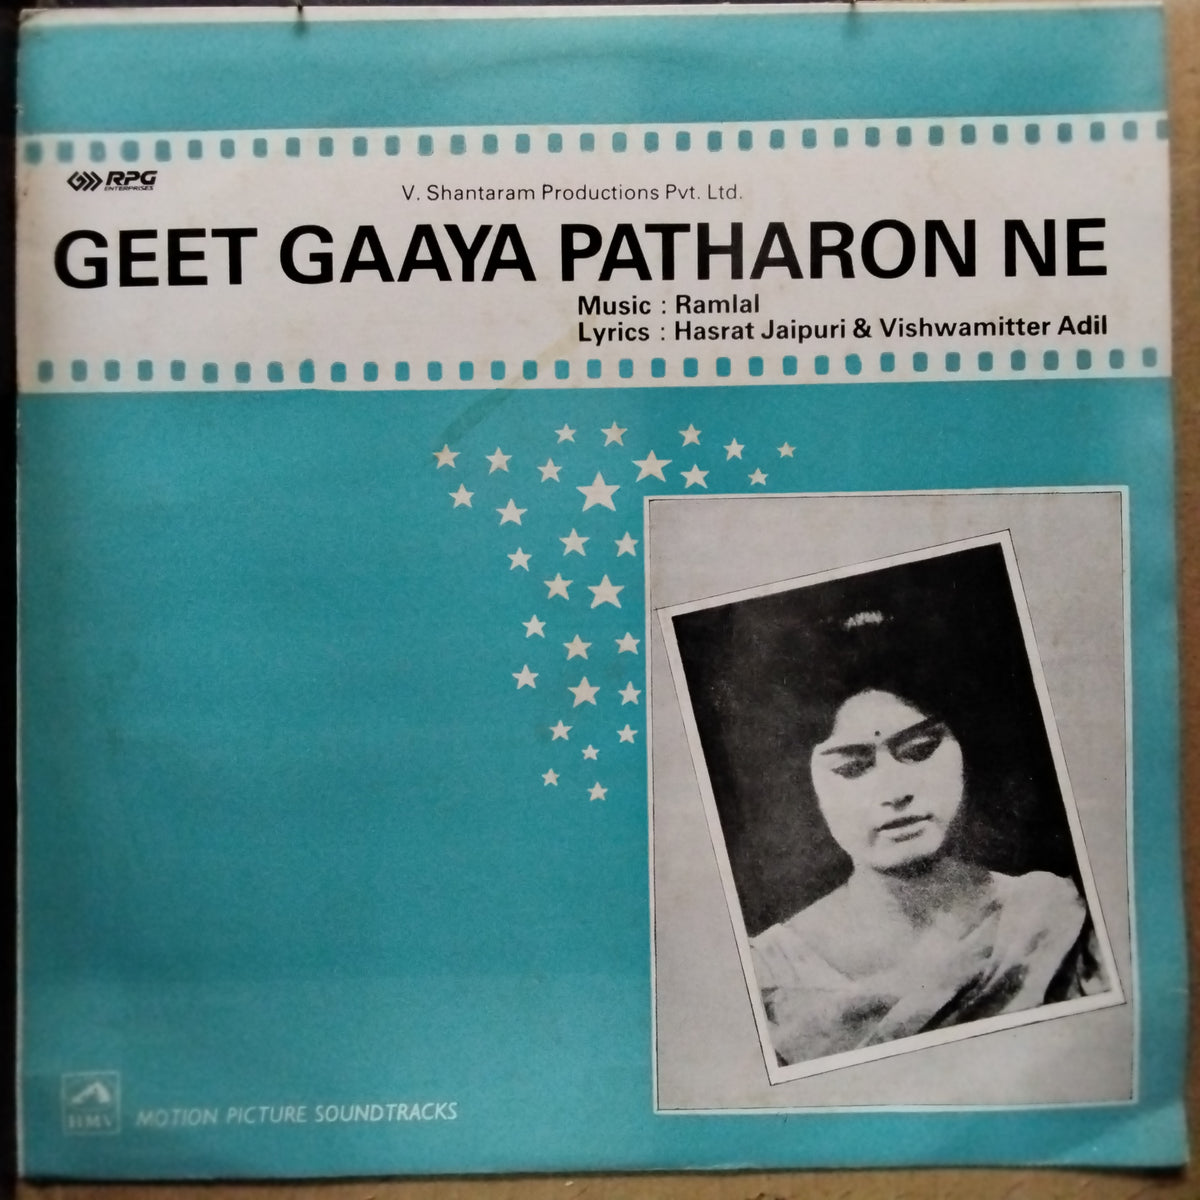 RPG
ENTERPRISES
V. Shantaram Productions Pvt. Ltd.
GEET GAAYA PATHARON NE
Music : Ramlal
Lyrics : Hasrat Jaipuri & Vishwamitter Adil
HMV
MOTION PICTURE SOUNDTRACKS